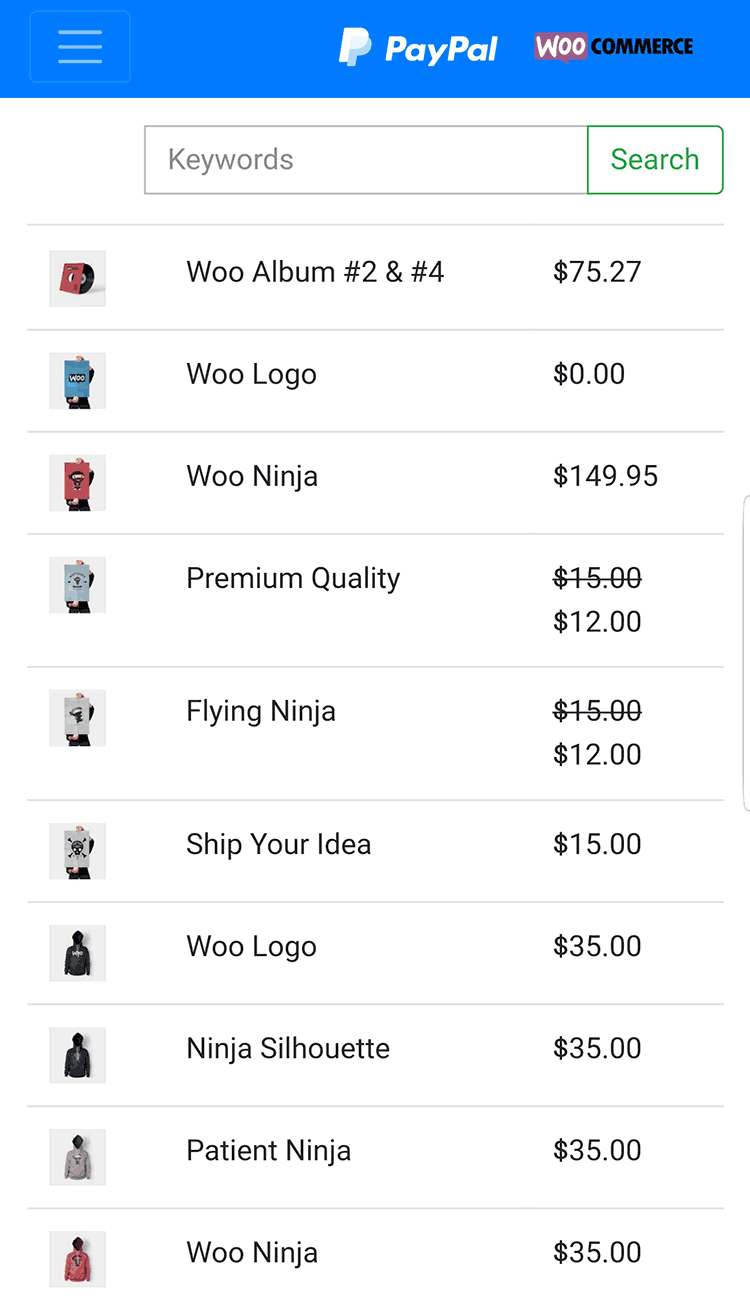 PayPal WOO COMMERCE
Keywords Search
Woo Album #2 & #4 $75.27
Woo Logo $0.00
Woo Ninja $149.95
Premium Quality $15.00
$12.00
Flying Ninja $15.00
$12.00
Ship Your Idea $15.00
Woo Logo $35.00
Ninja Silhouette $35.00
Patient Ninja $35.00
Woo Ninja $35.00